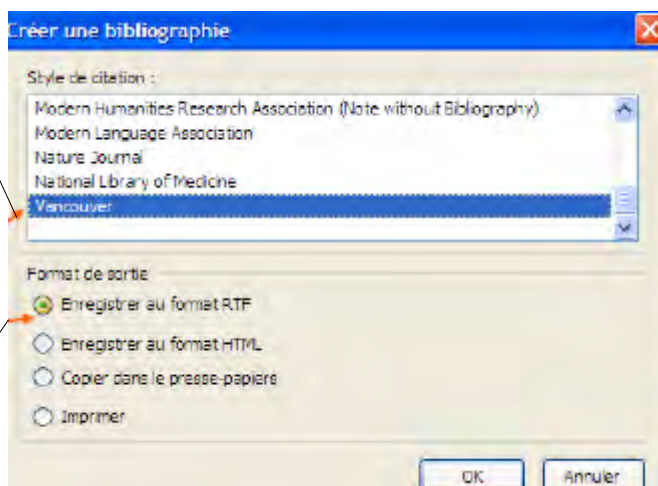 Créer une bibliographie
Style de citation :
Modern Humanities Research Association (Note without Bibliography)
Modern Language Association
Nature Journal
National Library of Medicine
Vancouver
Format de sortie
Enregistrer au format RTF
Enregistrer au format HTML
Copier dans le presse-papiers
Imprimer
OK
Annuler